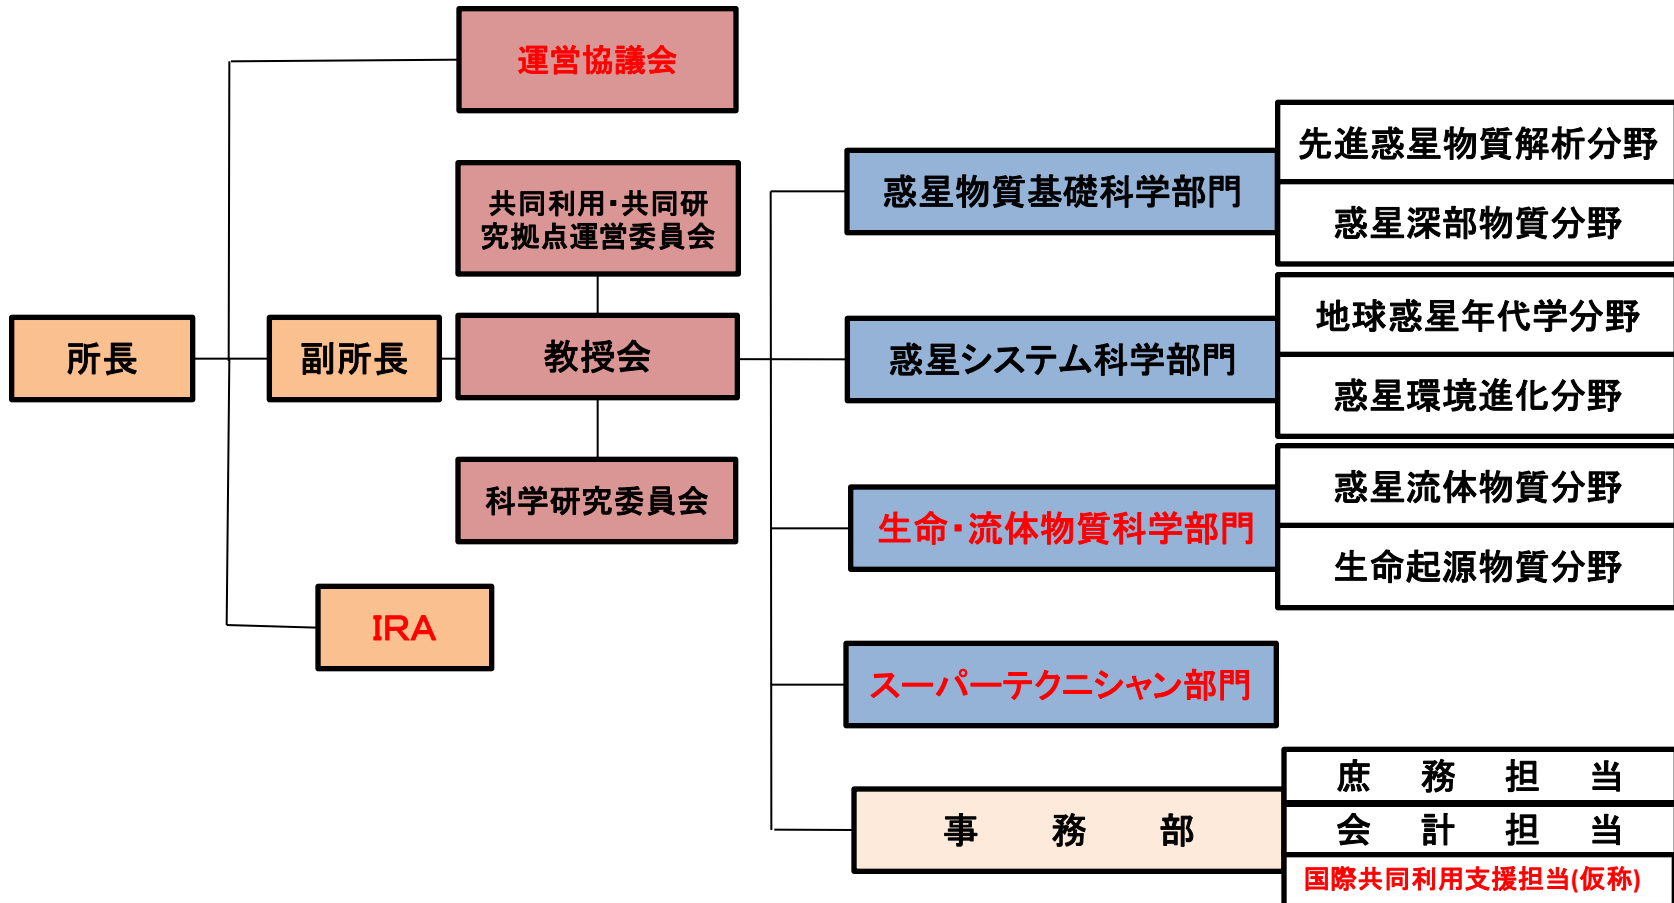 運営協議会
共同利用・共同研
究拠点運営委員会
所長
副所長
教授会
科学研究委員会
IRA
惑星物質基礎科学部門
先進惑星物質解析分野
惑星深部物質分野
惑星システム科学部門
地球惑星年代学分野
惑星環境進化分野
生命・流体物質科学部門
惑星流体物質分野
生命起源物質分野
スーパーテクニシャン部門
事務部
庶務担当
会計担当
国際共同利用支援担当(仮称)